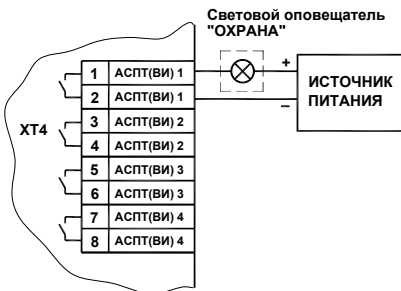 Световой оповещатель
"ОХРАНА"
1 АСПТ(ВИ) 1
2 АСПТ(ВИ) 1
3 АСПТ(ВИ) 2
4 АСПТ(ВИ) 2
5 АСПТ(ВИ) 3
6 АСПТ(ВИ) 3
7 АСПТ(ВИ) 4
8 АСПТ(ВИ) 4
XT4
+
–
ИСТОЧНИК
ПИТАНИЯ